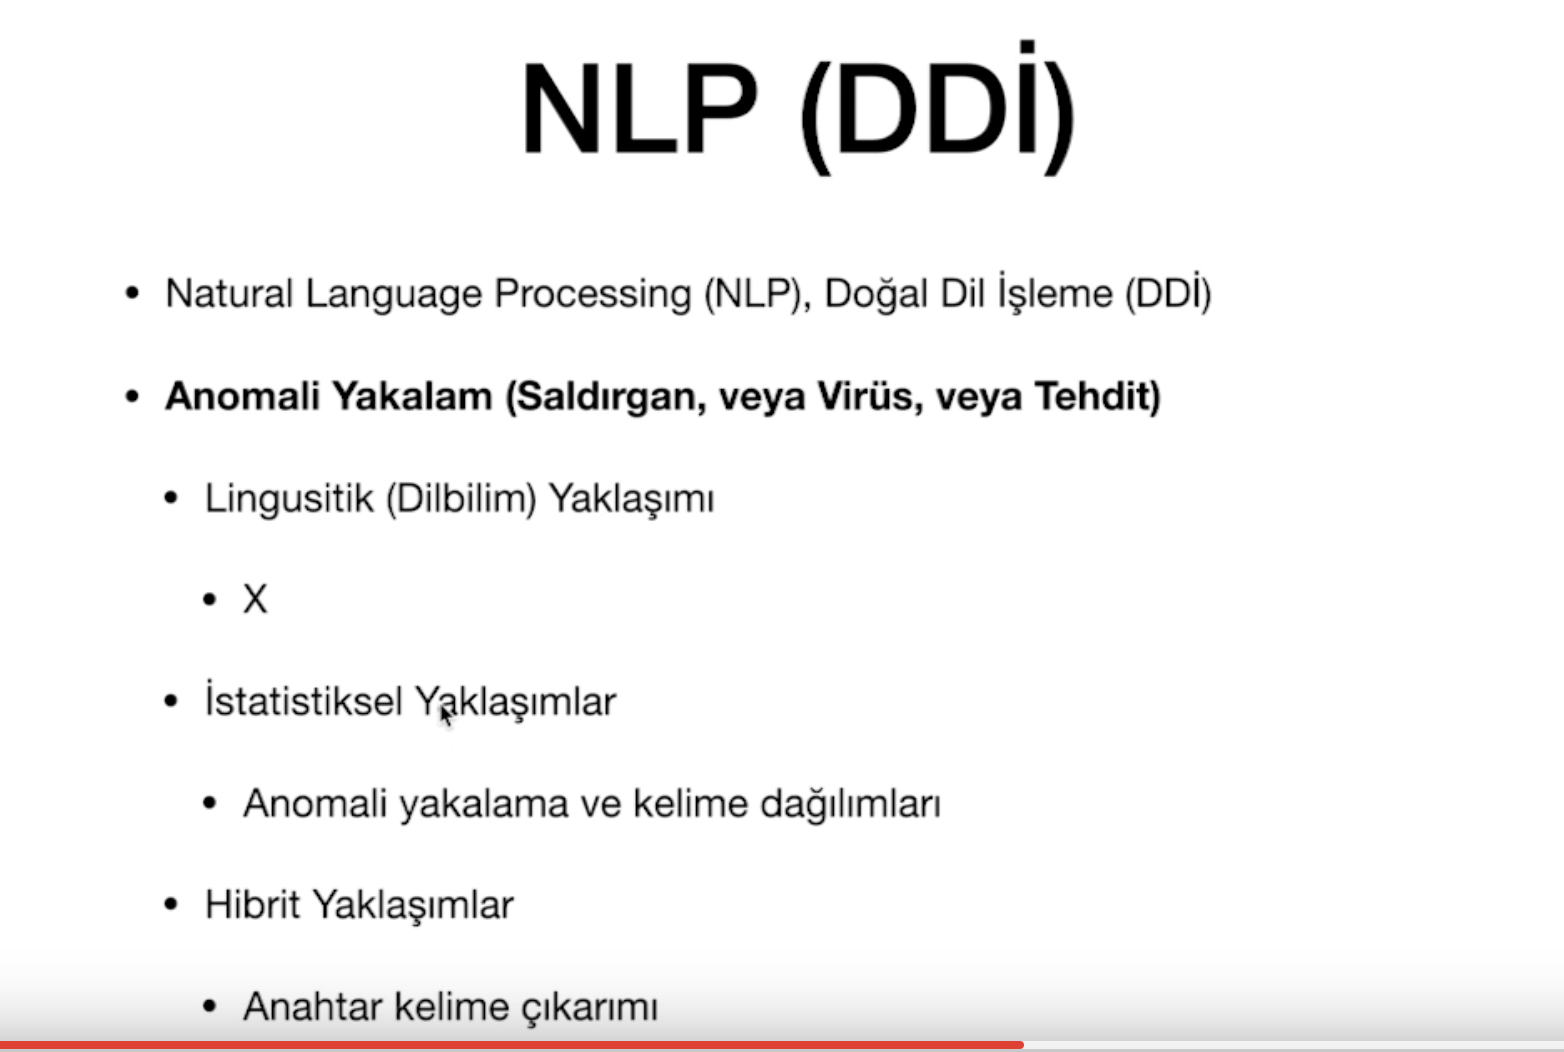 NLP (DDİ)
• Natural Language Processing (NLP), Doğal Dil İşleme (DDİ)
• Anomali Yakalam (Saldırgan, veya Virüs, veya Tehdit)
• Lingusitik (Dilbilim) Yaklaşımı
• X
• İstatistiksel Yaklaşımlar
• Anomali yakalama ve kelime dağılımları
• Hibrit Yaklaşımlar
• Anahtar kelime çıkarımı